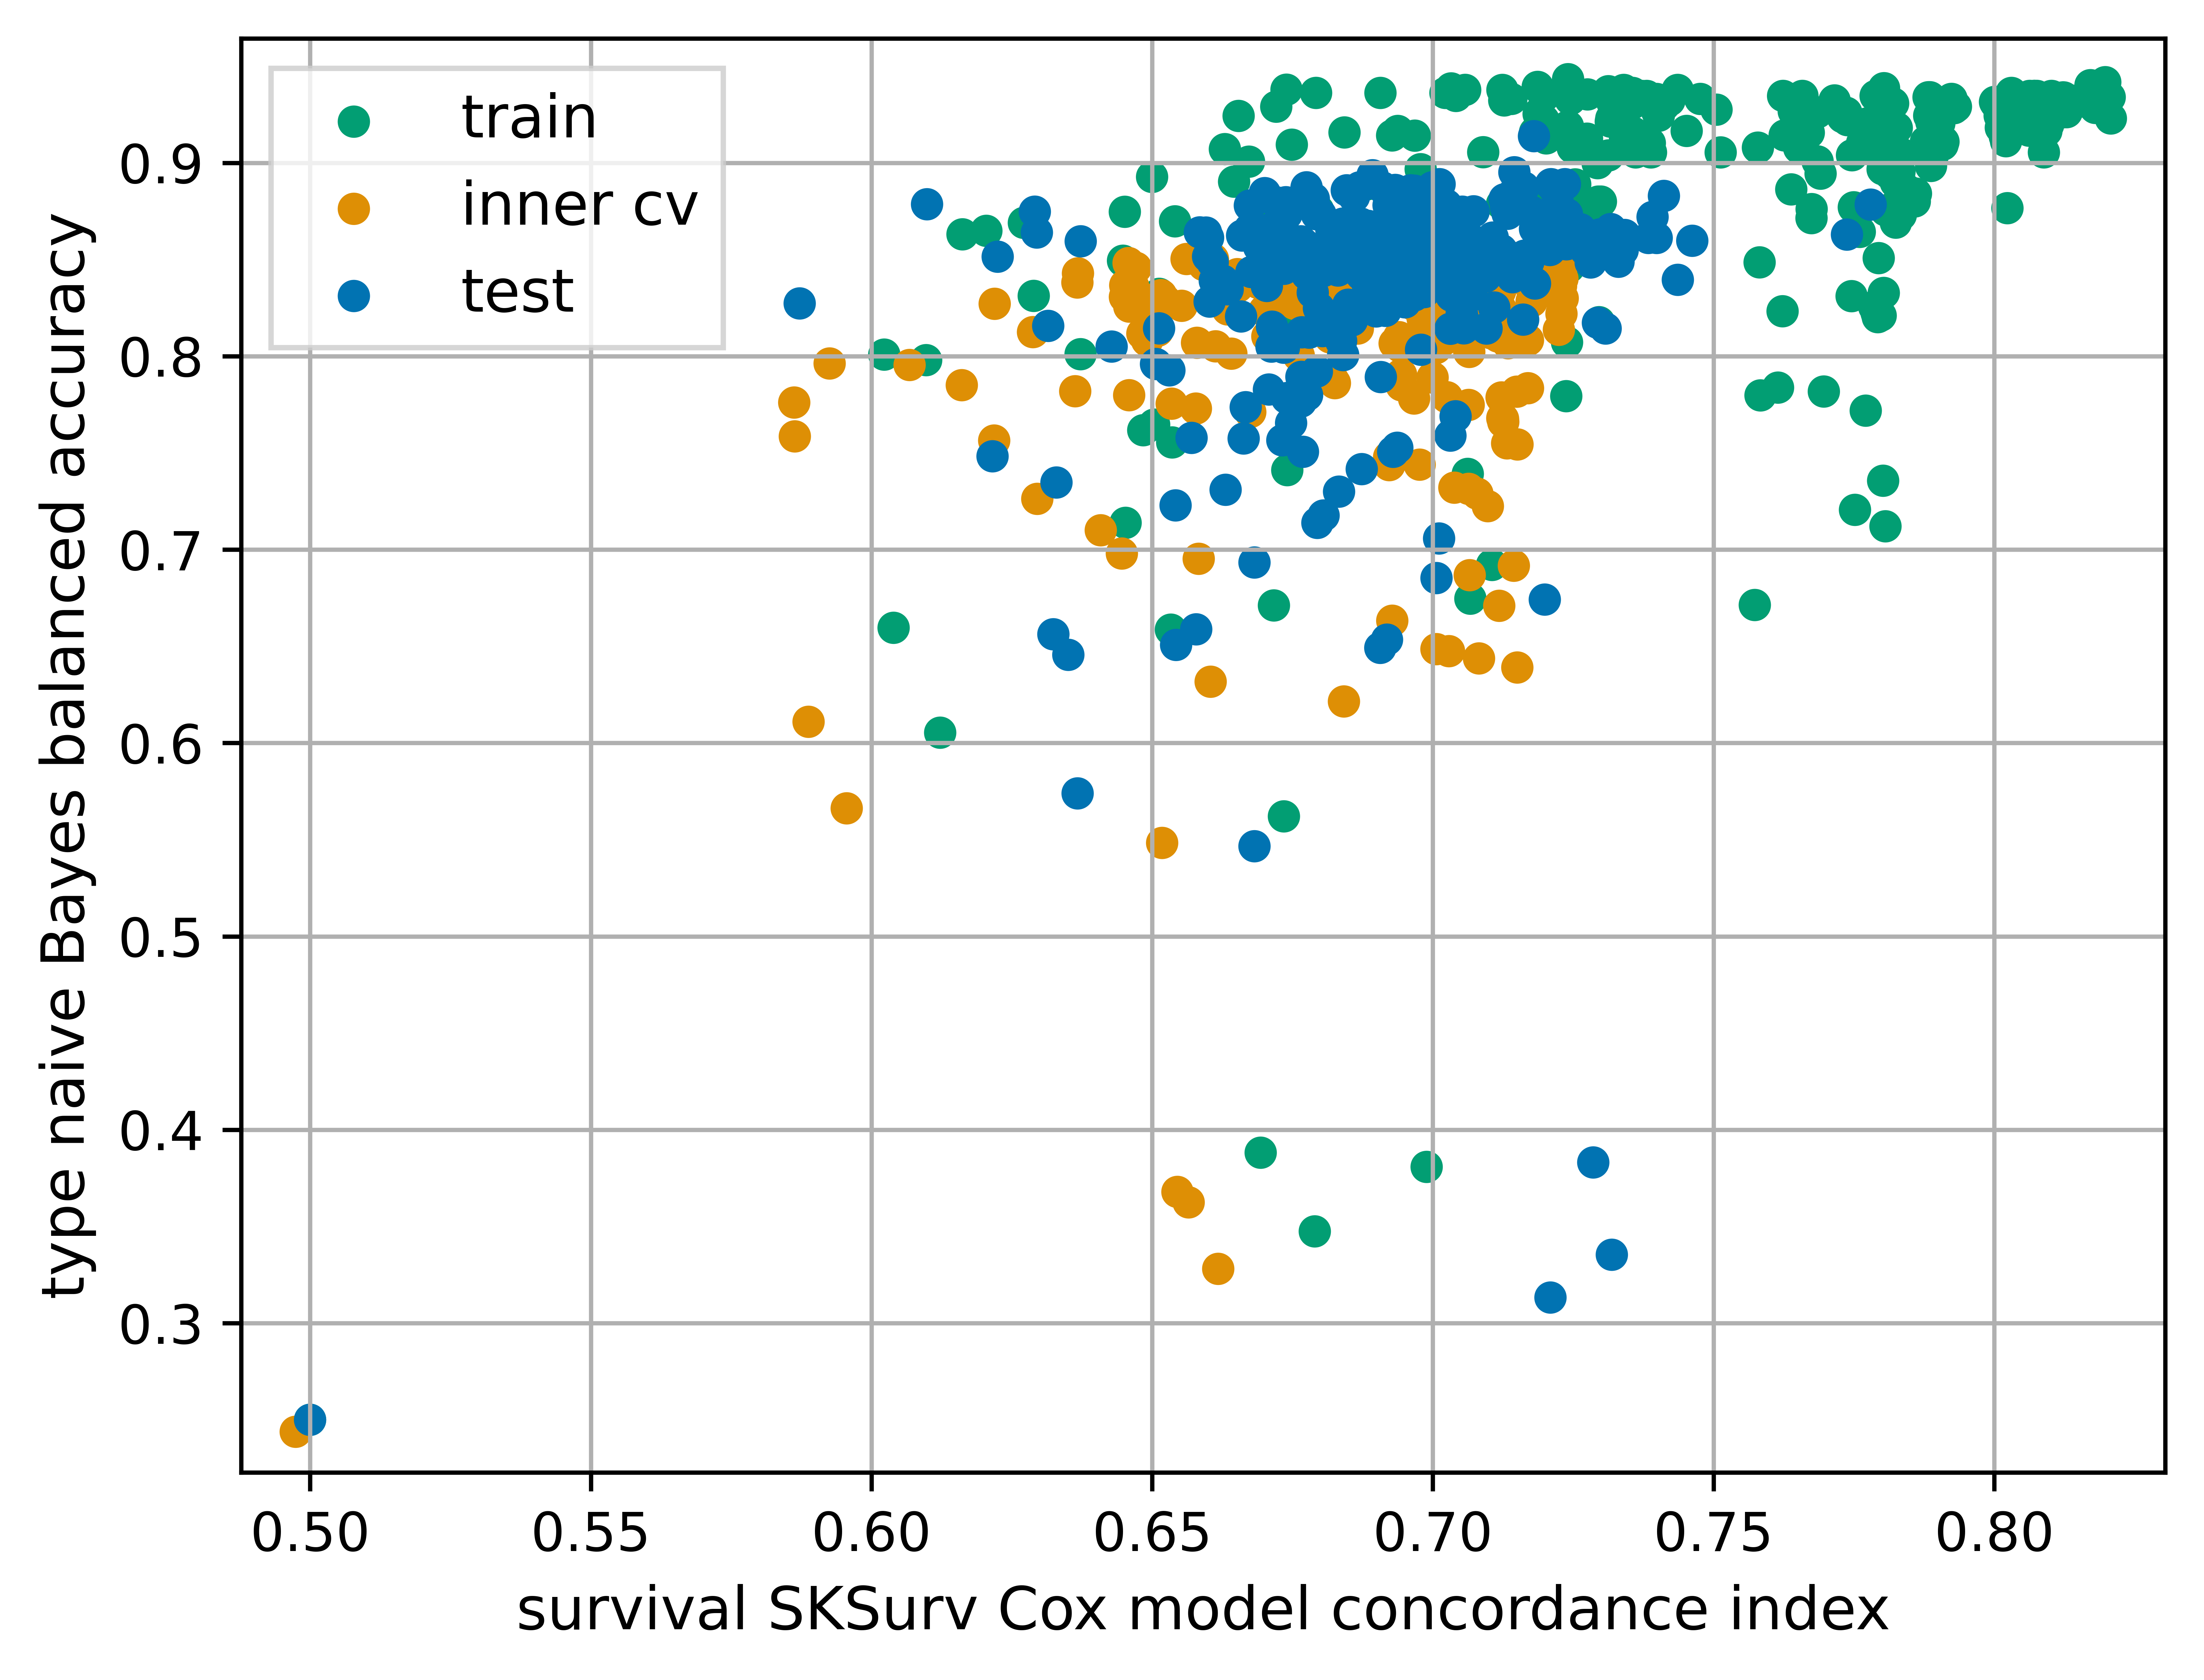 train
inner cv
test
0.9
0.8
0.7
0.6
0.5
0.4
0.3
type naive Bayes balanced accuracy
0.50 0.55 0.60 0.65 0.70 0.75 0.80
survival SKSurv Cox model concordance index